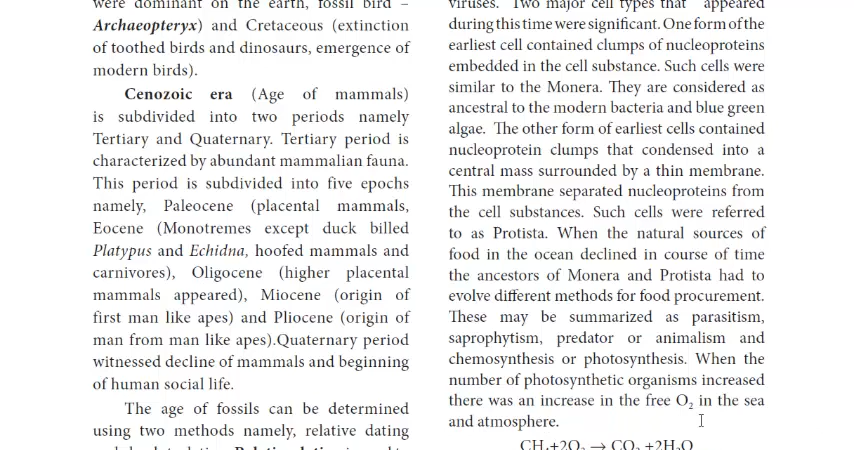 were dominant on the earth, fossil bird –
Archaeopteryx) and Cretaceous (extinction
of toothed birds and dinosaurs, emergence of
modern birds).
Cenozoic era (Age of mammals)
is subdivided into two periods namely
Tertiary and Quaternary. Tertiary period is
characterized by abundant mammalian fauna.
This period is subdivided into five epochs
namely, Paleocene (placental mammals,
Eocene (Monotremes except duck billed
Platypus and Echidna, hoofed mammals and
carnivores), Oligocene (higher placental
mammals appeared), Miocene (origin of
first man like apes) and Pliocene (origin of
man from man like apes).Quaternary period
witnessed decline of mammals and beginning
of human social life.
The age of fossils can be determined
using two methods namely, relative dating
viruses. Two major cell types that appeared
during this time were significant. One form of the
earliest cell contained clumps of nucleoproteins
embedded in the cell substance. Such cells were
similar to the Monera. They are considered as
ancestral to the modern bacteria and blue green
algae. The other form of earliest cells contained
nucleoprotein clumps that condensed into a
central mass surrounded by a thin membrane.
This membrane separated nucleoproteins from
the cell substances. Such cells were referred
to as Protista. When the natural sources of
food in the ocean declined in course of time
the ancestors of Monera and Protista had to
evolve different methods for food procurement.
These may be summarized as parasitism,
saprophytism, predator or animalism and
chemosynthesis or photosynthesis. When the
number of photosynthetic organisms increased
there was an increase in the free O₂ in the sea
and atmosphere.
CH₄+2O₂ → CO₂ +2H₂O